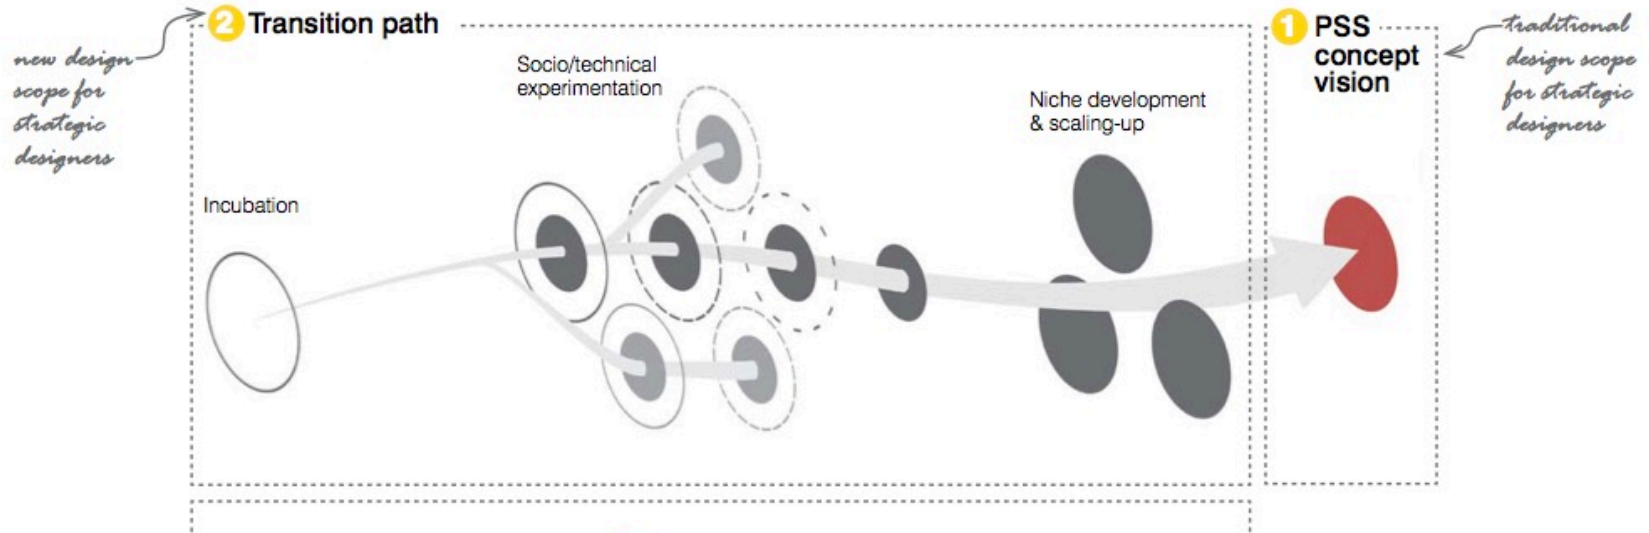 new design
scope for
strategic
designers
2 Transition path
Incubation
Socio/technical
experimentation
Niche development
& scaling-up
1 PSS
concept
vision
traditional
design scope
for strategic
designers